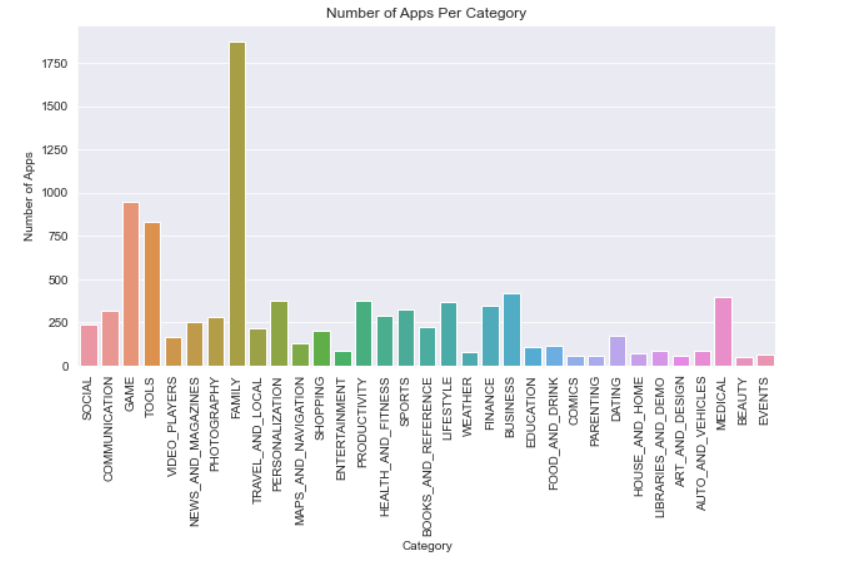 Number of Apps Per Category
Number of Apps
1750
1500
1250
1000
750
500
250
0
SOCIAL
COMMUNICATION
GAME
TOOLS
VIDEO_PLAYERS
NEWS_AND_MAGAZINES
PHOTOGRAPHY
FAMILY
TRAVEL_AND_LOCAL
PERSONALIZATION
MAPS_AND_NAVIGATION
SHOPPING
ENTERTAINMENT
PRODUCTIVITY
HEALTH_AND_FITNESS
SPORTS
BOOKS_AND_REFERENCE
LIFESTYLE
WEATHER
FINANCE
BUSINESS
EDUCATION
FOOD_AND_DRINK
COMICS
PARENTING
DATING
HOUSE_AND_HOME
LIBRARIES_AND_DEMO
ART_AND_DESIGN
AUTO_AND_VEHICLES
MEDICAL
BEAUTY
EVENTS
Category